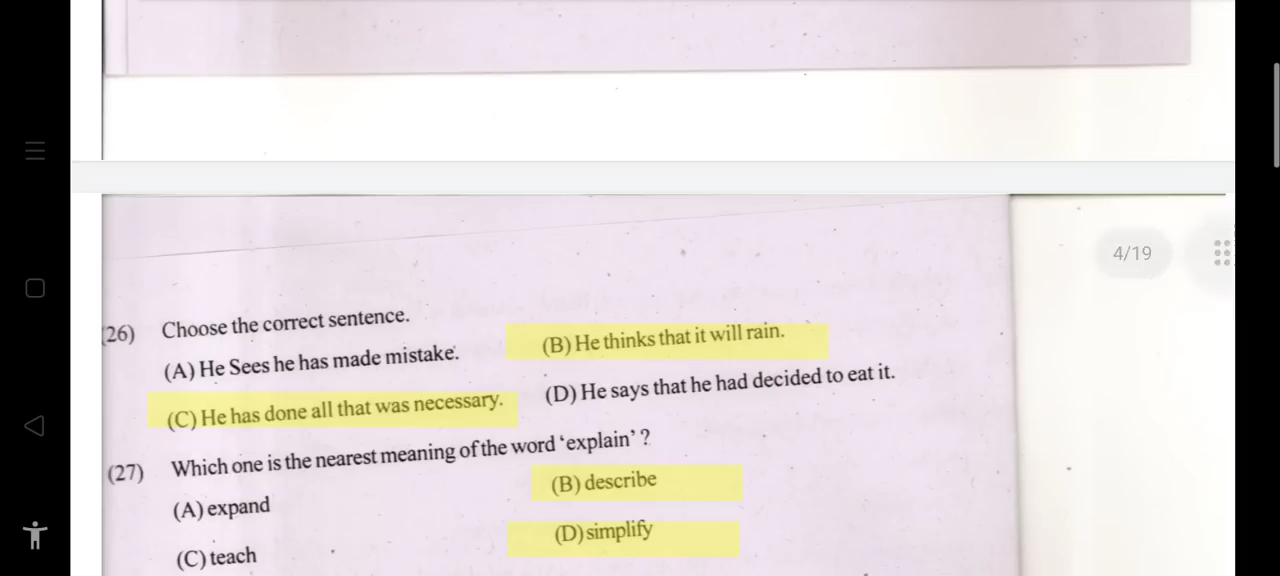 4/19
(26) Choose the correct sentence.
(A) He Sees he has made mistake. (B) He thinks that it will rain.
(C) He has done all that was necessary. (D) He says that he had decided to eat it.
(27) Which one is the nearest meaning of the word ‘explain’ ?
(A) expand (B) describe
(C) teach (D) simplify